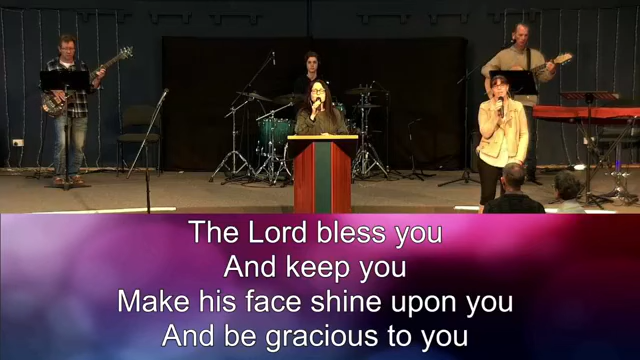 The Lord bless you
And keep you
Make his face shine upon you
And be gracious to you